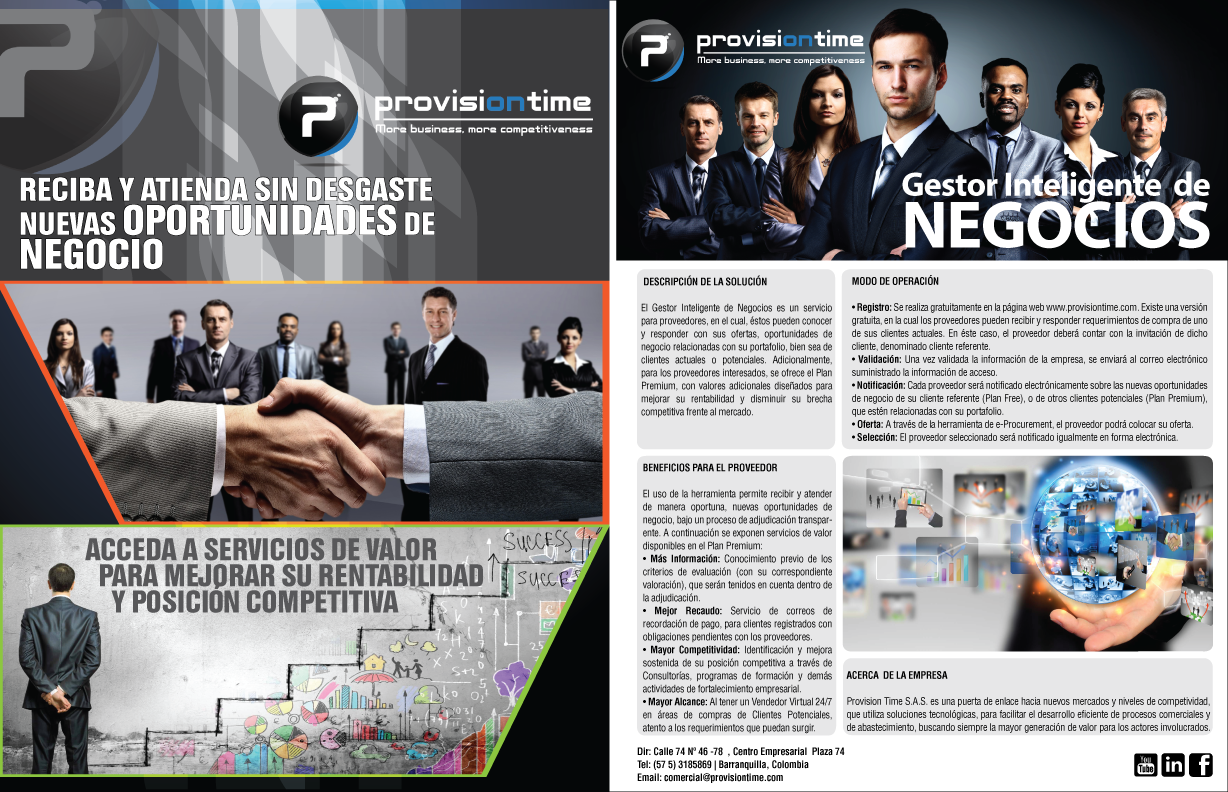 P
provisiontime
More business, more competitiveness
RECIBA Y ATIENDA SIN DESGASTE
NUEVAS OPORTUNIDADES DE
NEGOCIO
SUCCESS
SUCCE
ACCEDA A SERVICIOS DE VALOR
PARA MEJORAR SU RENTABILIDAD
Y POSICIÓN COMPETITIVA
P
provisiontime
More business, more competitiveness
Gestor Inteligente de
NEGOCIOS
DESCRIPCIÓN DE LA SOLUCIÓN
El Gestor Inteligente de Negocios es un servicio
para proveedores, en el cual, éstos pueden conocer
y responder con sus ofertas, oportunidades de
negocio relacionadas con su portafolio, bien sea de
clientes actuales o potenciales. Adicionalmente,
para los proveedores interesados, se ofrece el Plan
Premium, con valores adicionales diseñados para
mejorar su rentabilidad y disminuir su brecha
competitiva frente al mercado.
MODO DE OPERACIÓN
• Registro: Se realiza gratuitamente en la página web www.provisiontime.com. Existe una versión
gratuita, en la cual los proveedores pueden recibir y responder requerimientos de compra de uno
de sus clientes actuales. En éste caso, el proveedor deberá contar con la invitación de dicho
cliente, denominado cliente referente.
• Validación: Una vez validada la información de la empresa, se enviará al correo electrónico
suministrado la información de acceso.
• Notificación: Cada proveedor será notificado electrónicamente sobre las nuevas oportunidades
de negocio de su cliente referente (Plan Free), o de otros clientes potenciales (Plan Premium),
que estén relacionadas con su portafolio.
• Oferta: A través de la herramienta de e-Procurement, el proveedor podrá colocar su oferta.
• Selección: El proveedor seleccionado será notificado igualmente en forma electrónica.
BENEFICIOS PARA EL PROVEEDOR
El uso de la herramienta permite recibir y atender
de manera oportuna, nuevas oportunidades de
negocio, bajo un proceso de adjudicación transpar-
ente. A continuación se exponen servicios de valor
disponibles en el Plan Premium:
• Más Información: Conocimiento previo de los
criterios de evaluación (con su correspondiente
valoración), que serán tenidos en cuenta dentro de
la adjudicación.
• Mejor Recaudo: Servicio de correos de
recordación de pago, para clientes registrados con
obligaciones pendientes con los proveedores.
• Mayor Competitividad: Identificación y mejora
sostenida de su posición competitiva a través de
Consultorías, programas de formación y demás
actividades de fortalecimiento empresarial.
• Mayor Alcance: Al tener un Vendedor Virtual 24/7
en áreas de compras de Clientes Potenciales,
atento a los requerimientos que puedan surgir.
ACERCA DE LA EMPRESA
Provision Time S.A.S. es una puerta de enlace hacia nuevos mercados y niveles de competividad,
que utiliza soluciones tecnológicas, para facilitar el desarrollo eficiente de procesos comerciales y
de abastecimiento, buscando siempre la mayor generación de valor para los actores involucrados.
Dir: Calle 74 Nº 46 -78 , Centro Empresarial Plaza 74
Tel: (57 5) 3185869 | Barranquilla, Colombia
Email: comercial@provisiontime.com
You
Tube
in
f